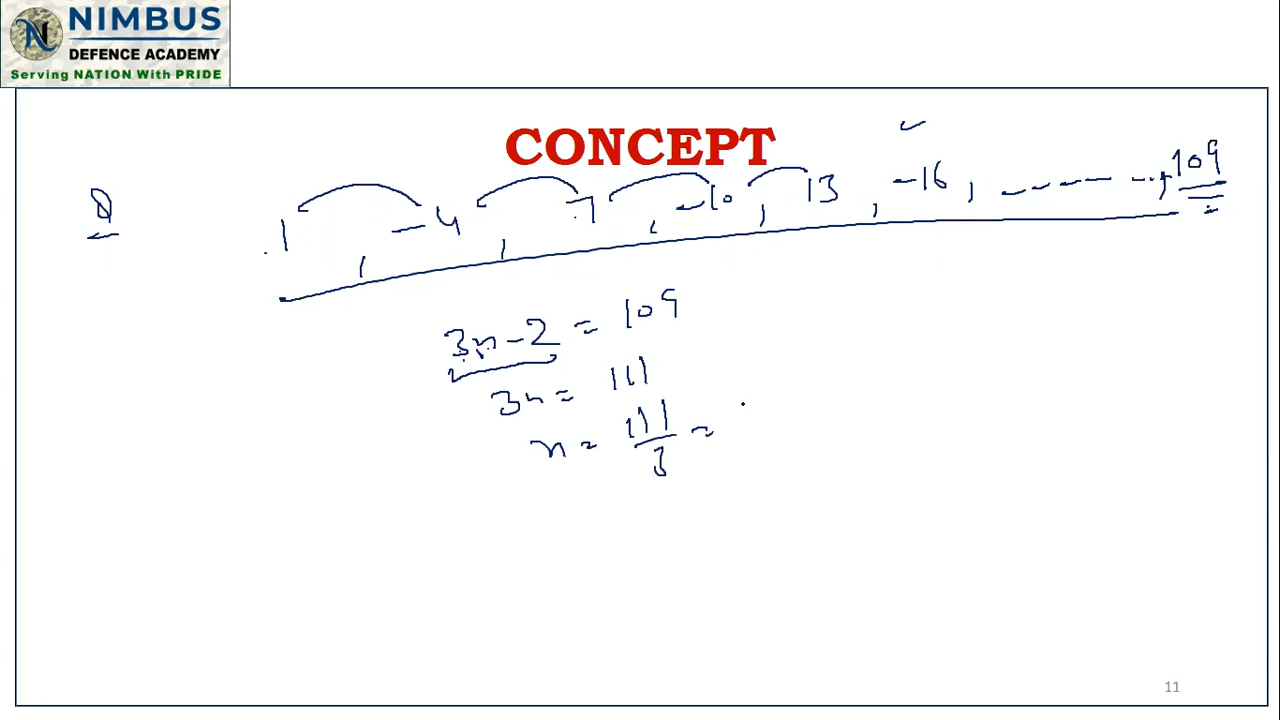 NIMBUS
DEFENCE ACADEMY
Serving NATION With PRIDE
CONCEPT
Q 1, -4, 7, -10, 13, -16, ------, 109
3n-2 = 109
3n = 111
n = 111/3 =
11